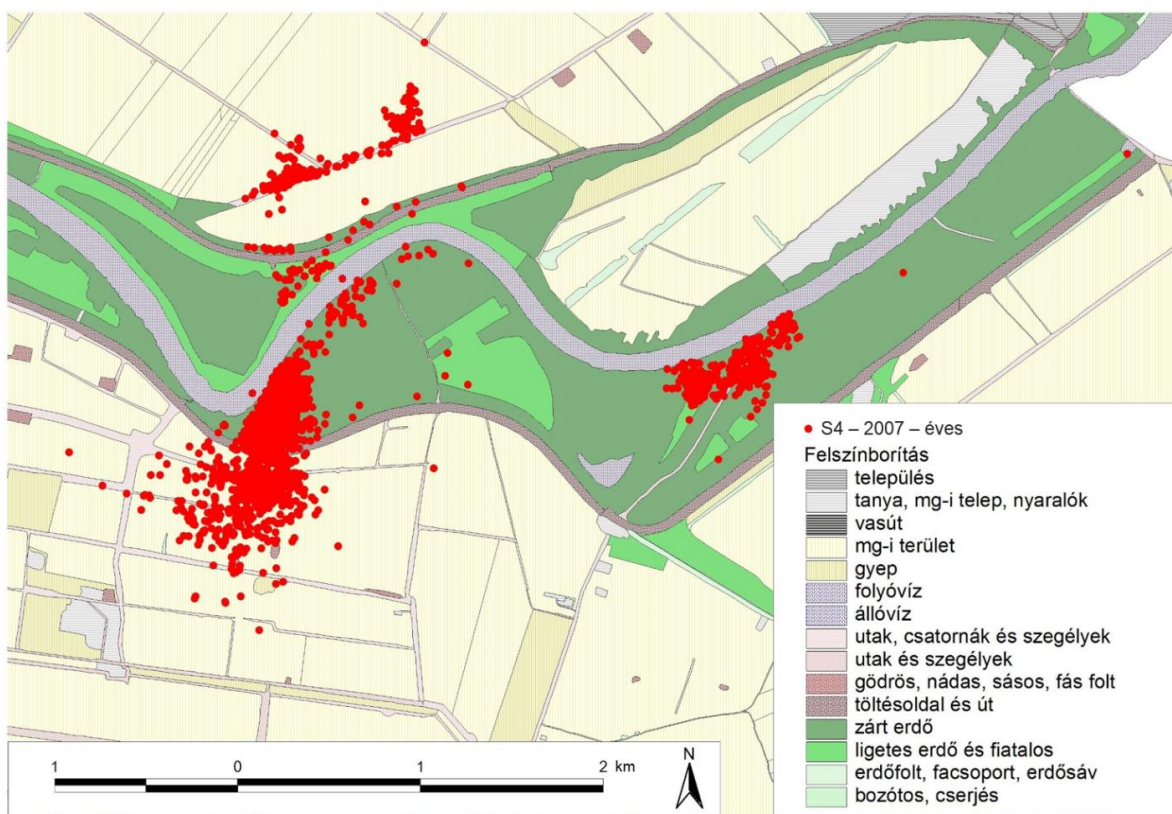 S4 – 2007 – éves
Felszínborítás
település
tanya, mg-i telep, nyaralók
vasút
mg-i terület
gyep
folyóvíz
állóvíz
utak, csatornák és szegélyek
utak és szegélyek
gödrös, nádas, sásos, fás folt
töltésoldal és út
zárt erdő
ligetes erdő és fiatalos
erdőfolt, facsoport, erdősáv
bozótos, cserjés
1 0 1 2 km
N